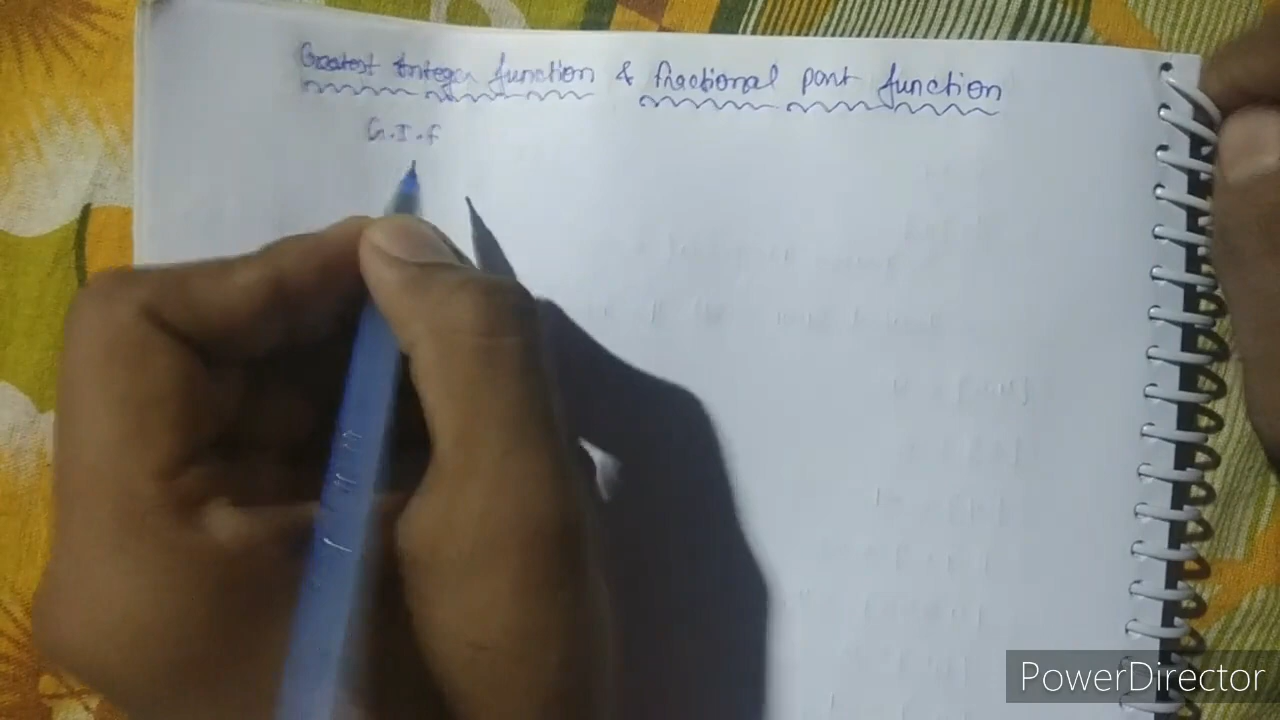 Greatest Integer function & fractional part function
G.I.F
PowerDirector